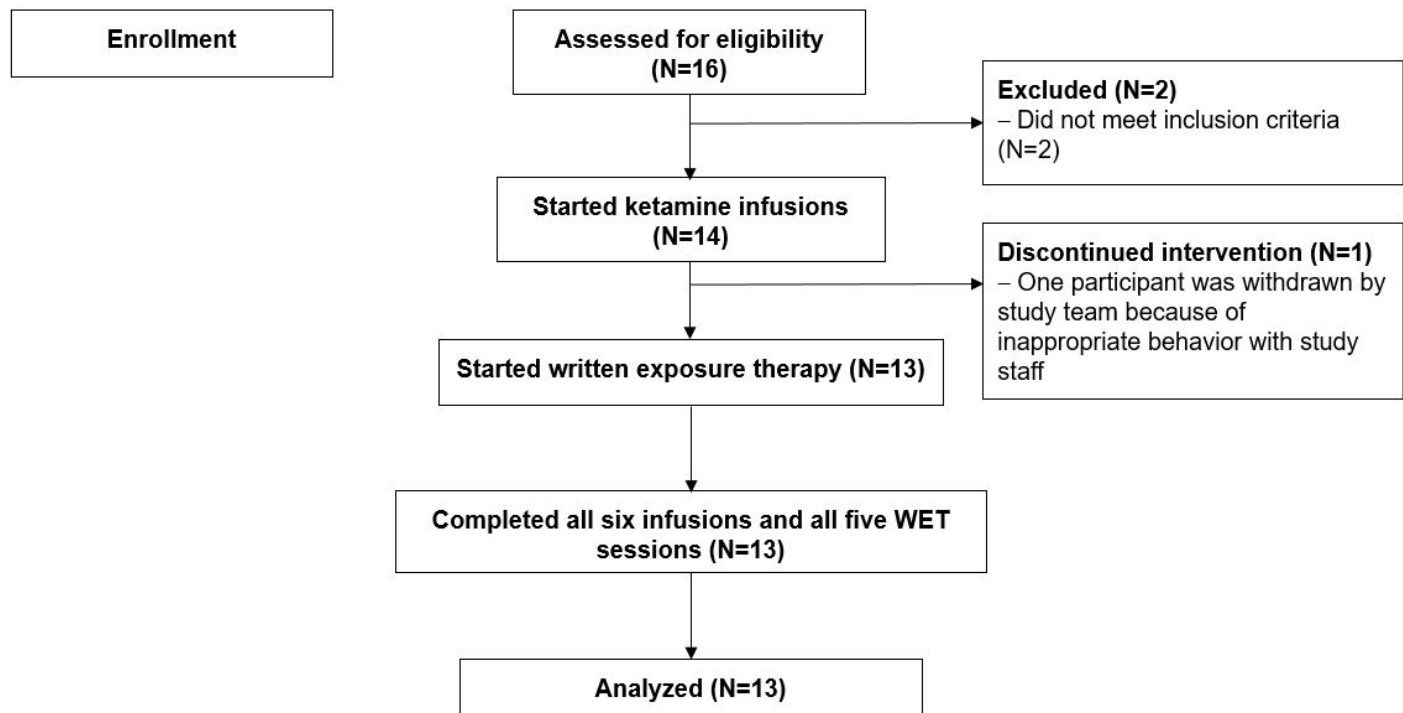 Enrollment
Assessed for eligibility
(N=16)
Excluded (N=2)
– Did not meet inclusion criteria
(N=2)
Started ketamine infusions
(N=14)
Discontinued intervention (N=1)
– One participant was withdrawn by
study team because of
inappropriate behavior with study
staff
Started written exposure therapy (N=13)
Completed all six infusions and all five WET
sessions (N=13)
Analyzed (N=13)